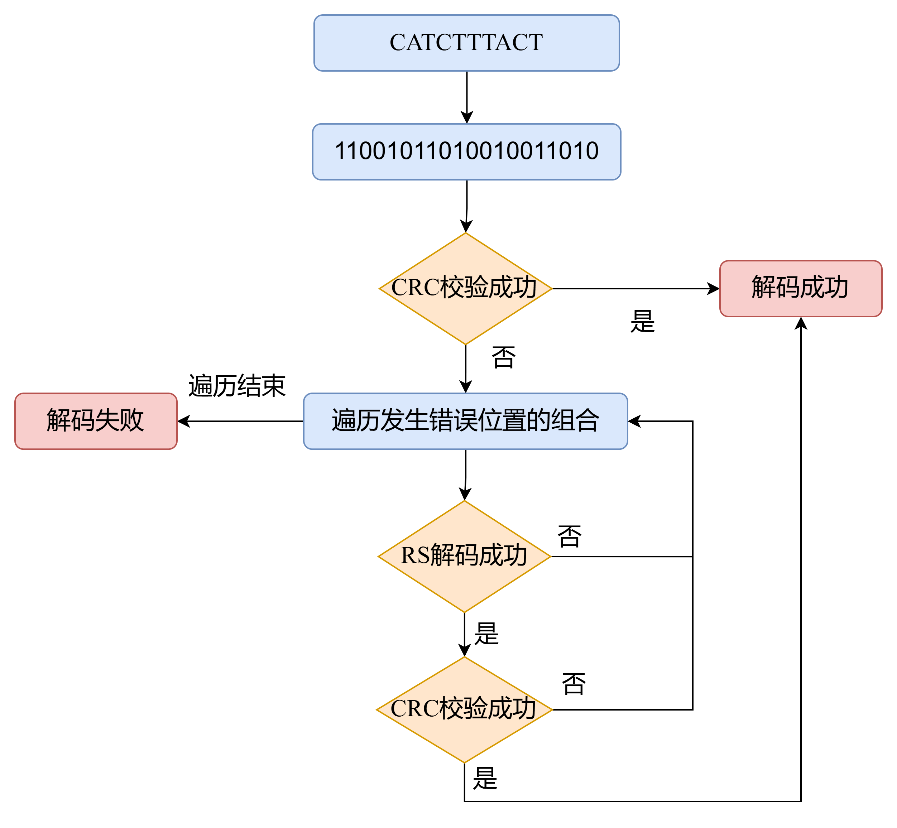 CATCTTTACT
11001011010010011010
CRC校验成功
解码成功
是
否
遍历结束
解码失败
遍历发生错误位置的组合
RS解码成功
否
是
CRC校验成功
否
是